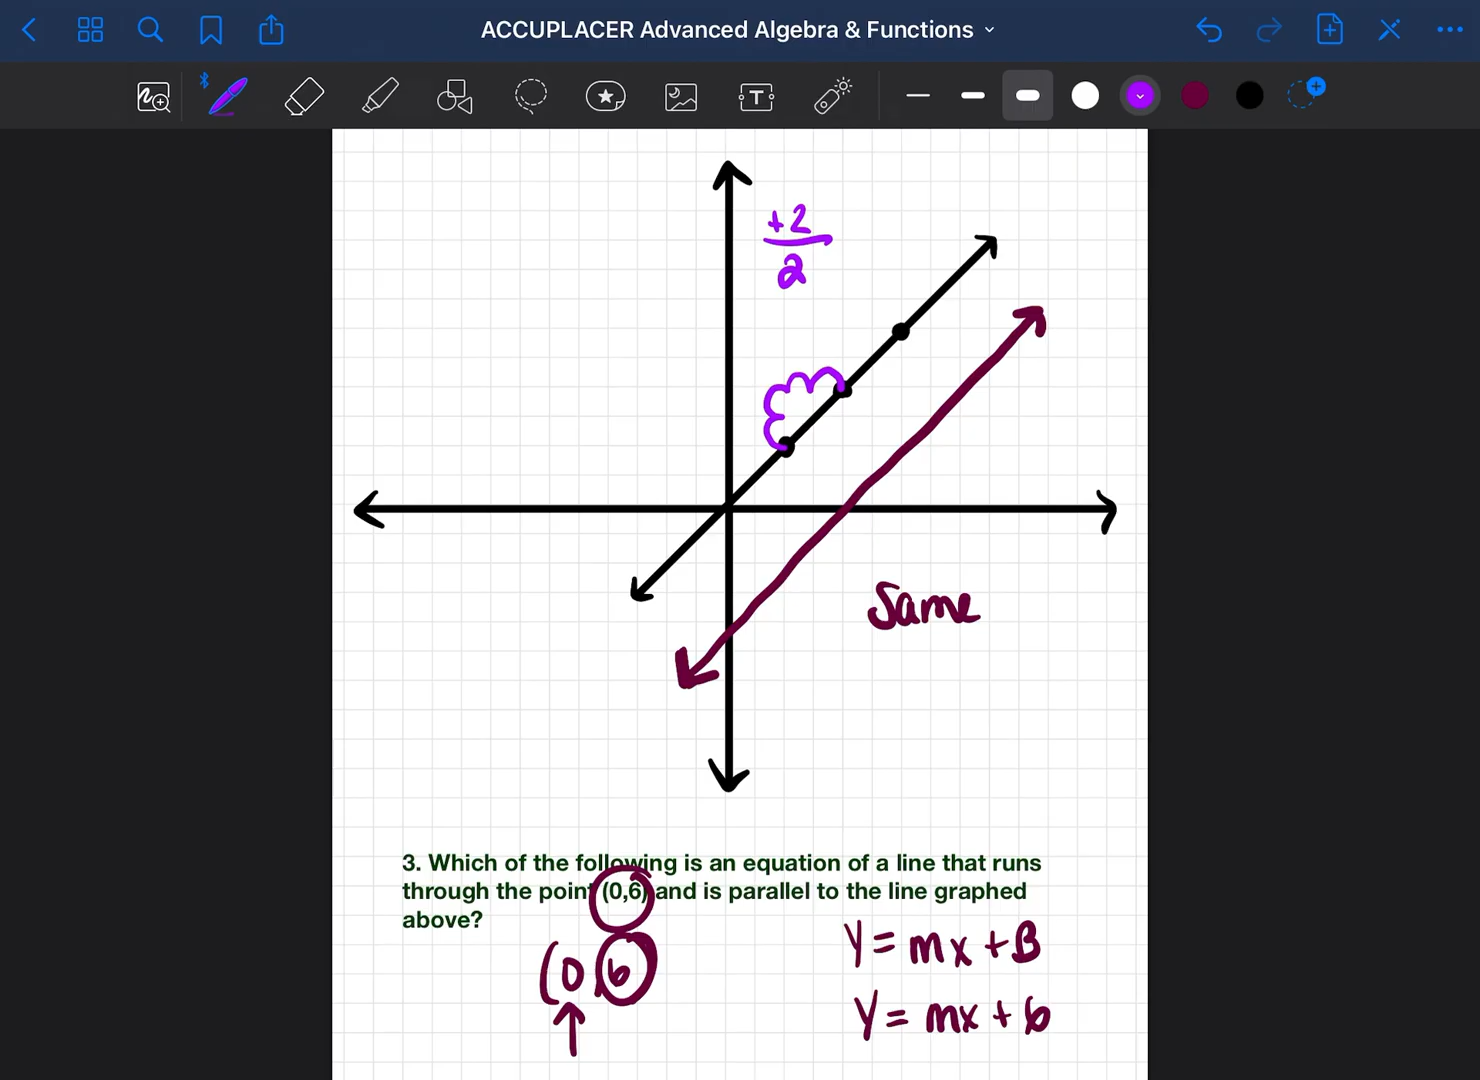 ACCUPLACER Advanced Algebra & Functions
T
+2
2
Same
3. Which of the following is an equation of a line that runs
through the point (0,6) and is parallel to the line graphed
above?
(0,6
Y = mx + B
Y = mx + 6